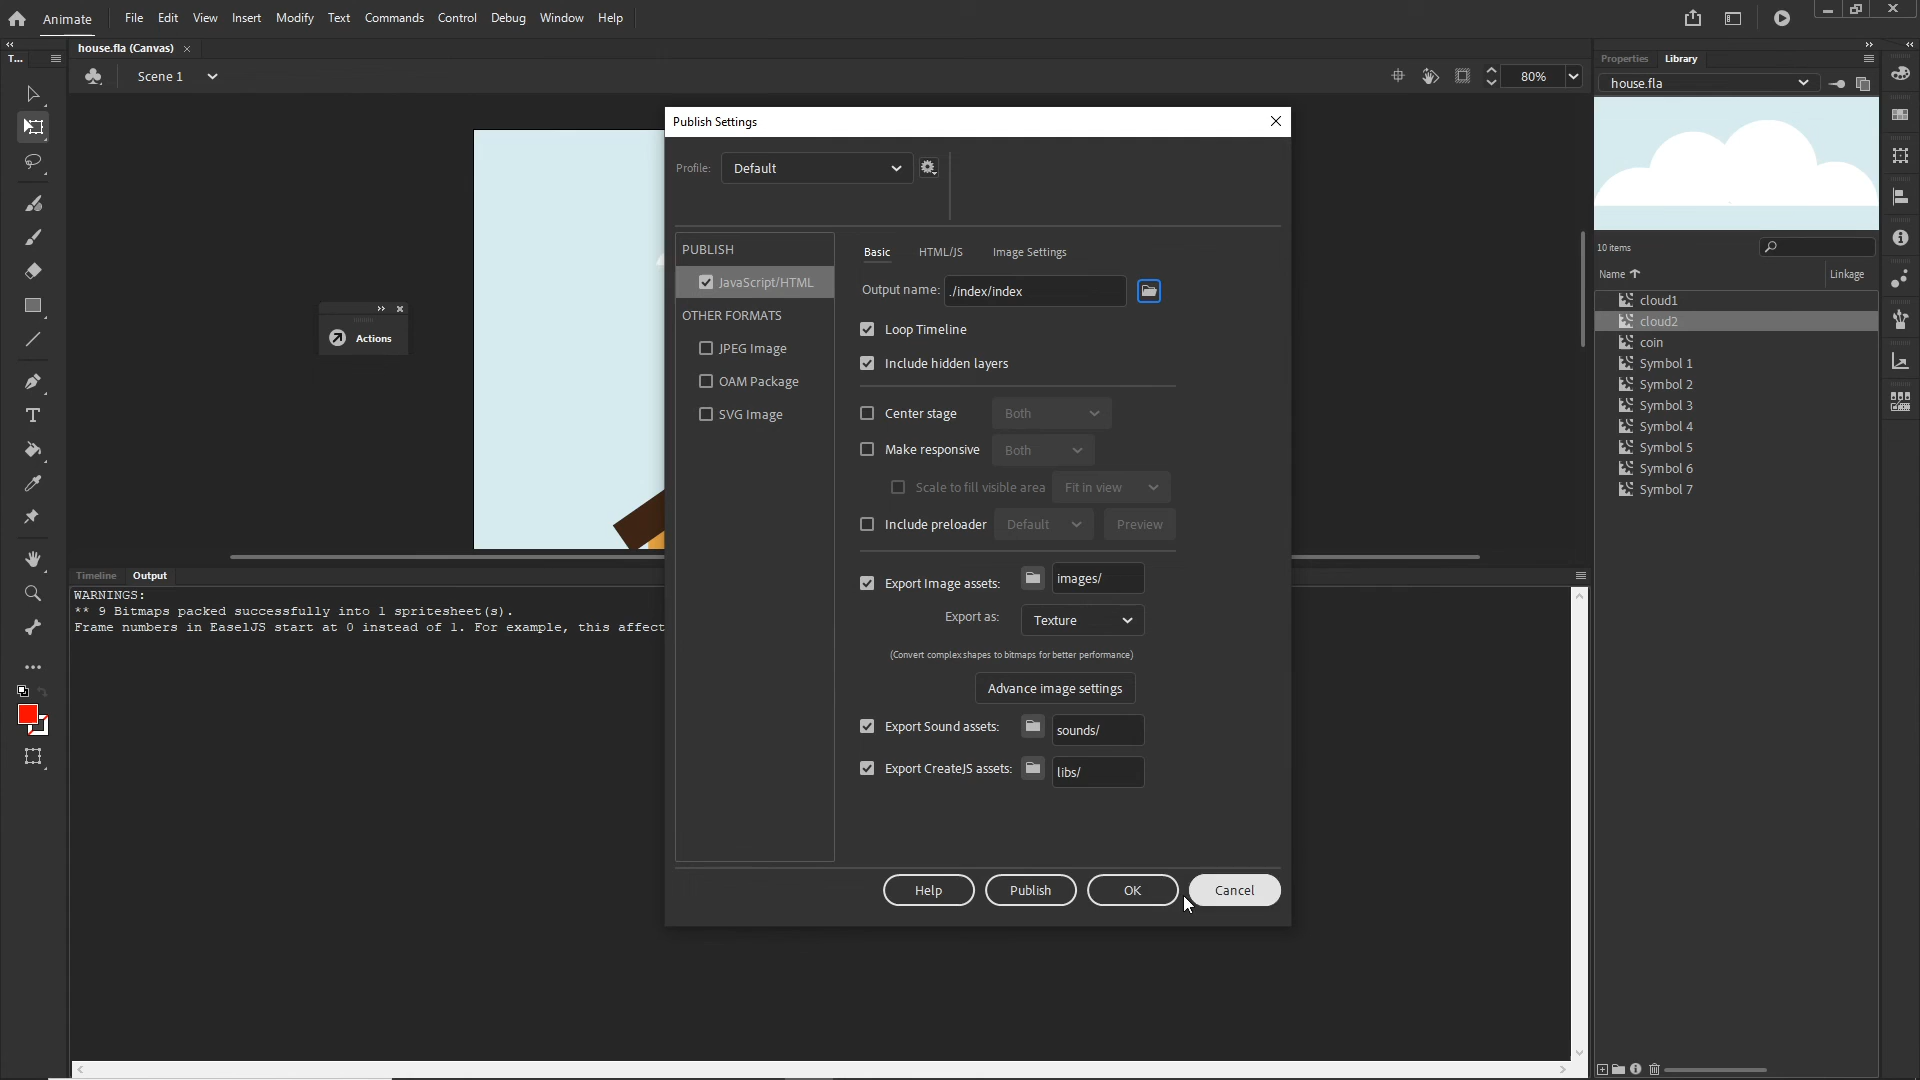 Animate
File Edit View Insert Modify Text Commands Control Debug Window Help
T...
house.fla (Canvas)
Scene 1
80%
Properties Library
house.fla
10 items
Name Linkage
cloud1
cloud2
coin
Symbol 1
Symbol 2
Symbol 3
Symbol 4
Symbol 5
Symbol 6
Symbol 7
Actions
Publish Settings
Profile: Default
PUBLISH
JavaScript/HTML
OTHER FORMATS
JPEG Image
OAM Package
SVG Image
Basic HTML/JS Image Settings
Output name: ./index/index
Loop Timeline
Include hidden layers
Center stage Both
Make responsive Both
Scale to fill visible area Fit in view
Include preloader Default Preview
Export Image assets: images/
Export as: Texture
(Convert complex shapes to bitmaps for better performance)
Advance image settings
Export Sound assets: sounds/
Export CreateJS assets: libs/
Help Publish OK Cancel
Timeline Output
WARNINGS:
** 9 Bitmaps packed successfully into 1 spritesheet(s).
Frame numbers in EaselJS start at 0 instead of 1. For example, this affect